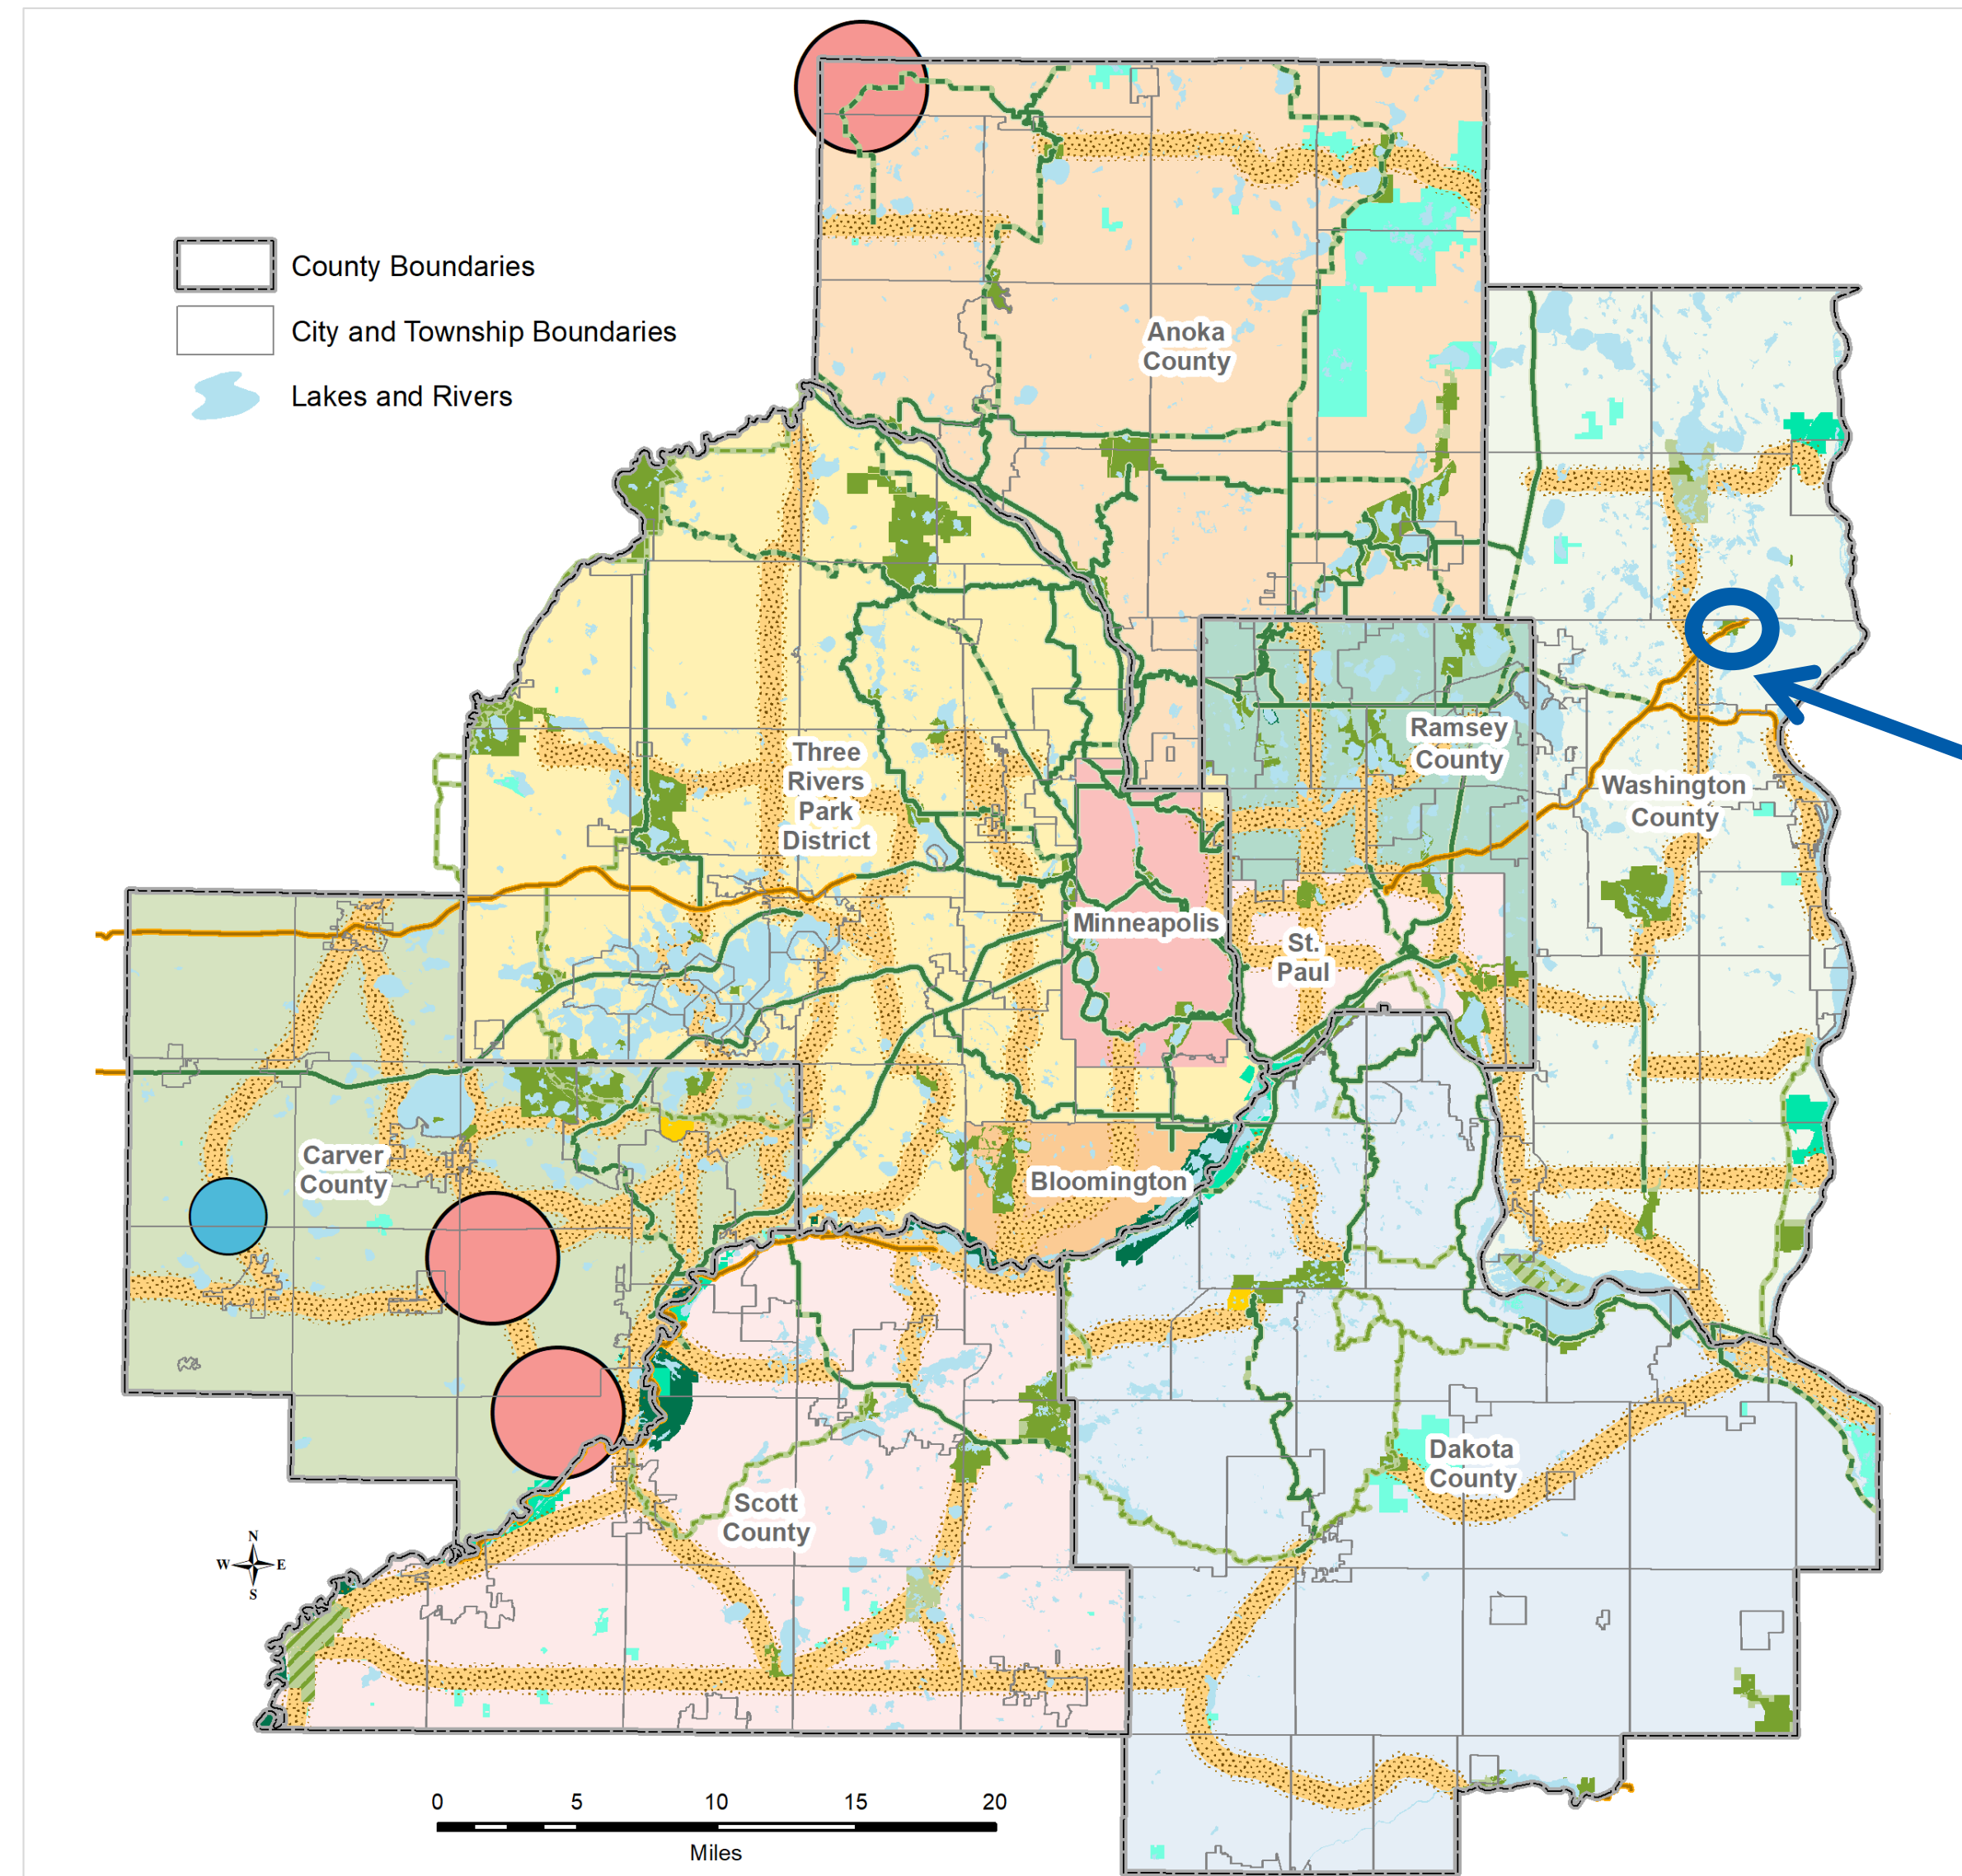 County Boundaries
City and Township Boundaries
Lakes and Rivers
Anoka
County
Three
Rivers
Park
District
Ramsey
County
Washington
County
Minneapolis
St.
Paul
Carver
County
Bloomington
Scott
County
Dakota
County
N
W E
S
0 5 10 15 20
Miles